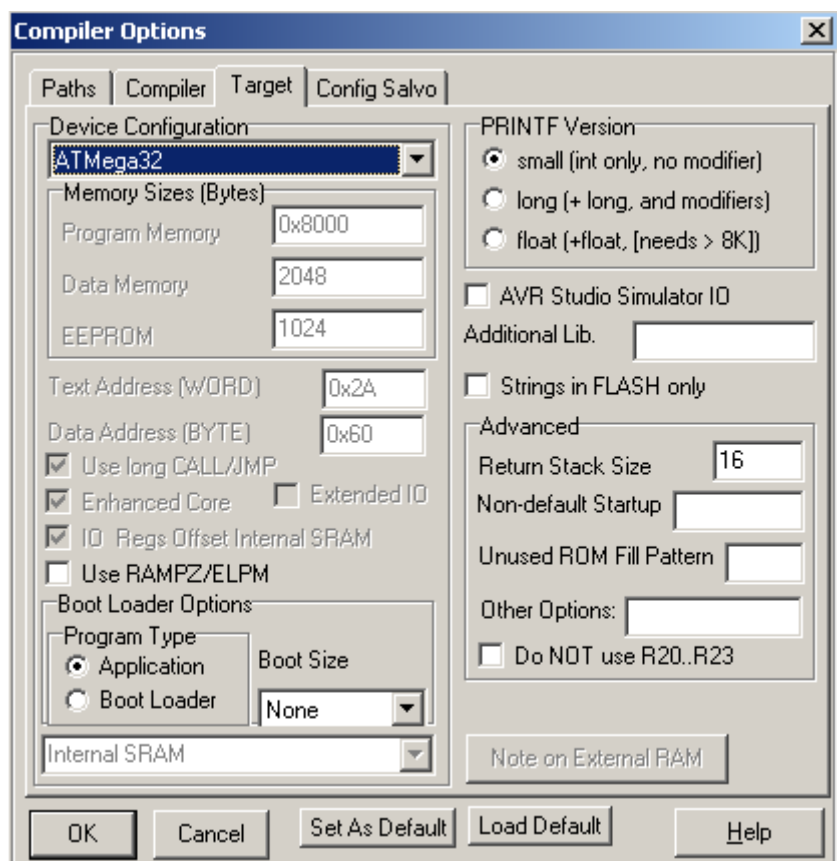 Compiler Options
Paths
Compiler
Target
Config Salvo
Device Configuration
ATMega32
Memory Sizes (Bytes)
Program Memory 0x8000
Data Memory 2048
EEPROM 1024
Text Address (WORD) 0x2A
Data Address (BYTE) 0x60
Use long CALL/JMP
Enhanced Core Extended IO
IO Regs Offset Internal SRAM
Use RAMPZ/ELPM
Boot Loader Options
Program Type
Application
Boot Loader
Boot Size
None
Internal SRAM
PRINTF Version
small (int only, no modifier)
long (+ long, and modifiers)
float (+float, [needs > 8K])
AVR Studio Simulator IO
Additional Lib.
Strings in FLASH only
Advanced
Return Stack Size 16
Non-default Startup
Unused ROM Fill Pattern
Other Options:
Do NOT use R20..R23
Note on External RAM
OK
Cancel
Set As Default
Load Default
Help